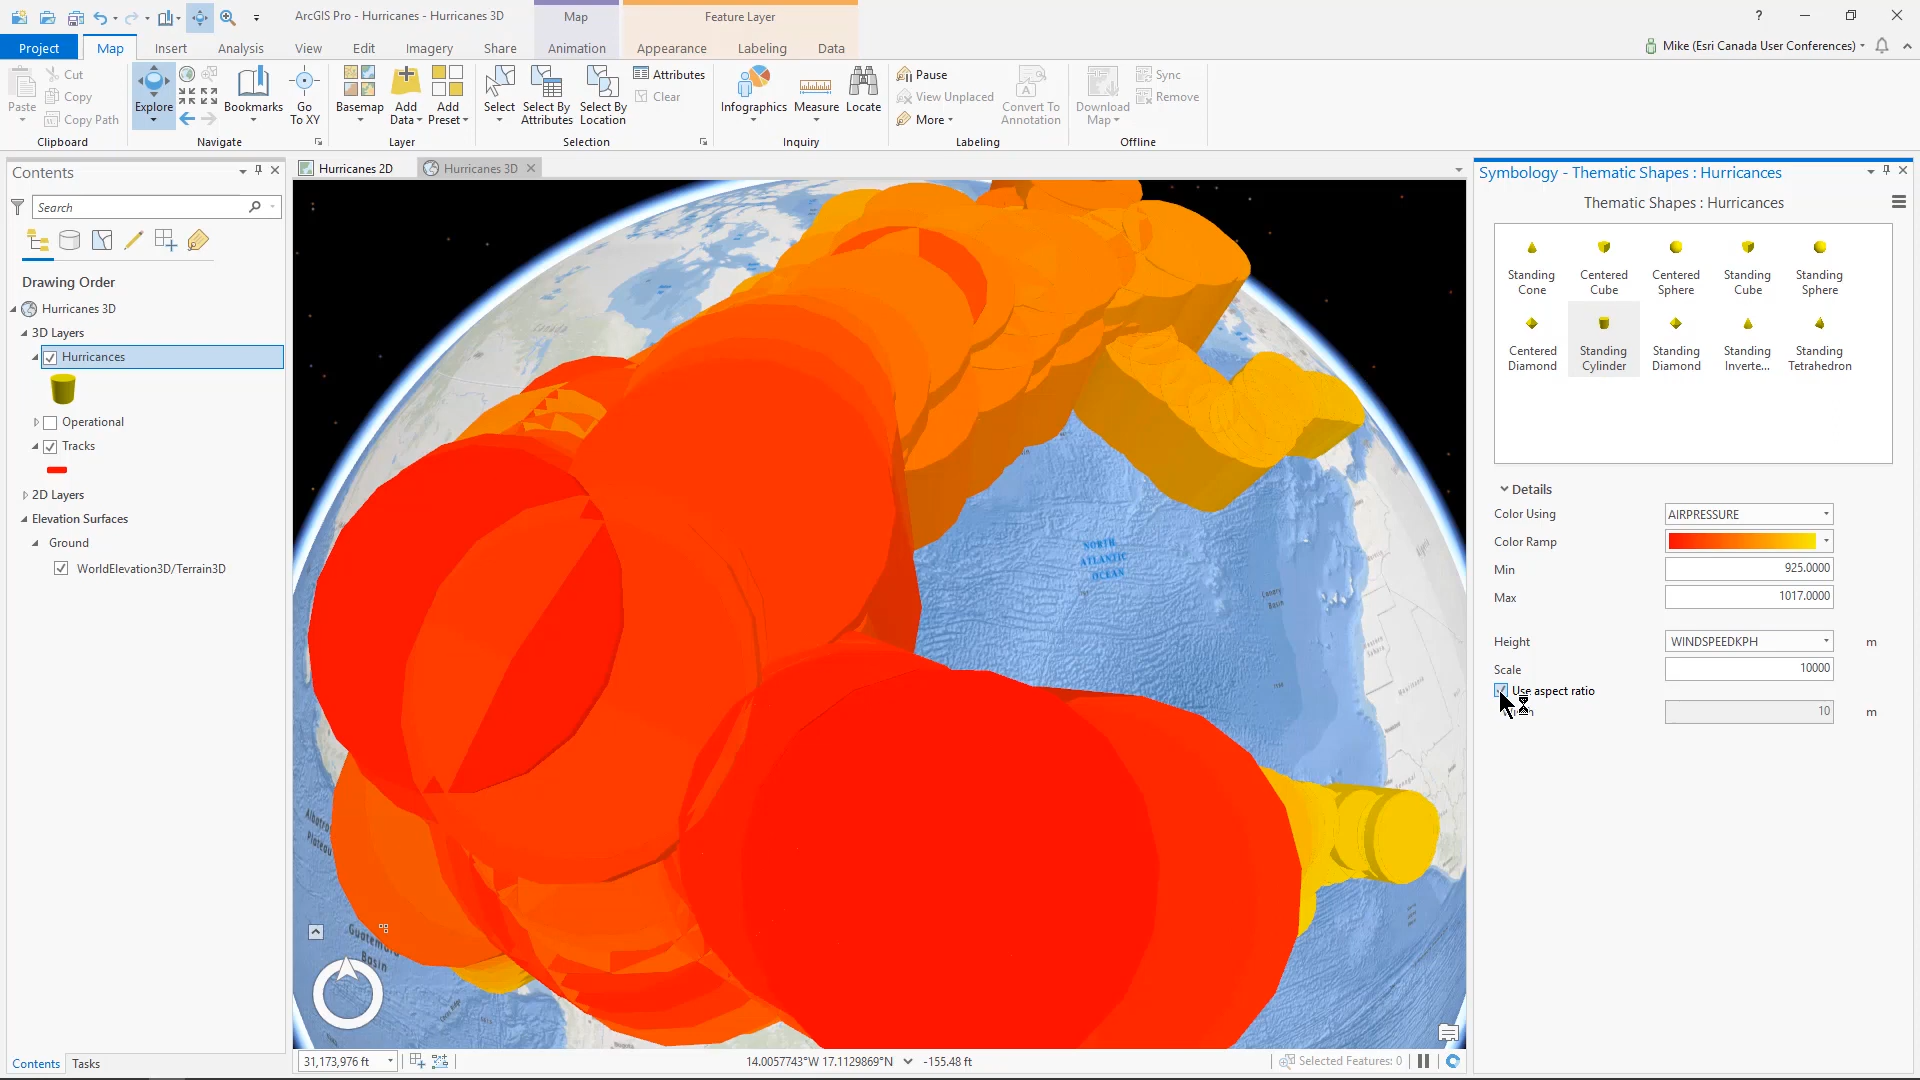 ArcGIS Pro - Hurricanes - Hurricanes 3D
Map
Feature Layer
?
Project
Map
Insert
Analysis
View
Edit
Imagery
Share
Animation
Appearance
Labeling
Data
Mike (Esri Canada User Conferences)
Paste
Cut
Copy
Copy Path
Clipboard
Explore
Bookmarks
Go
To XY
Navigate
Basemap
Add
Data
Add
Preset
Layer
Select
Select By
Attributes
Select By
Location
Attributes
Clear
Selection
Infographics
Measure
Locate
Inquiry
Pause
View Unplaced
More
Convert To
Annotation
Labeling
Download
Map
Sync
Remove
Offline
Contents
Search
Drawing Order
Hurricanes 3D
3D Layers
Hurricances
Operational
Tracks
2D Layers
Elevation Surfaces
Ground
WorldElevation3D/Terrain3D
Contents
Tasks
Hurricanes 2D
Hurricanes 3D
NORTH
ATLANTIC
OCEAN
Canary
Basin
Albatross
Plateau
Basin
31,173,976 ft
14.0057743°W 17.1129869°N
-155.48 ft
Selected Features: 0
Symbology - Thematic Shapes : Hurricances
Thematic Shapes : Hurricances
Standing
Cone
Centered
Cube
Centered
Sphere
Standing
Cube
Standing
Sphere
Centered
Diamond
Standing
Cylinder
Standing
Diamond
Standing
Inverte...
Standing
Tetrahedron
Details
Color Using
AIRPRESSURE
Color Ramp
Min
925.0000
Max
1017.0000
Height
WINDSPEEDKPH
m
Scale
10000
Use aspect ratio
10
m